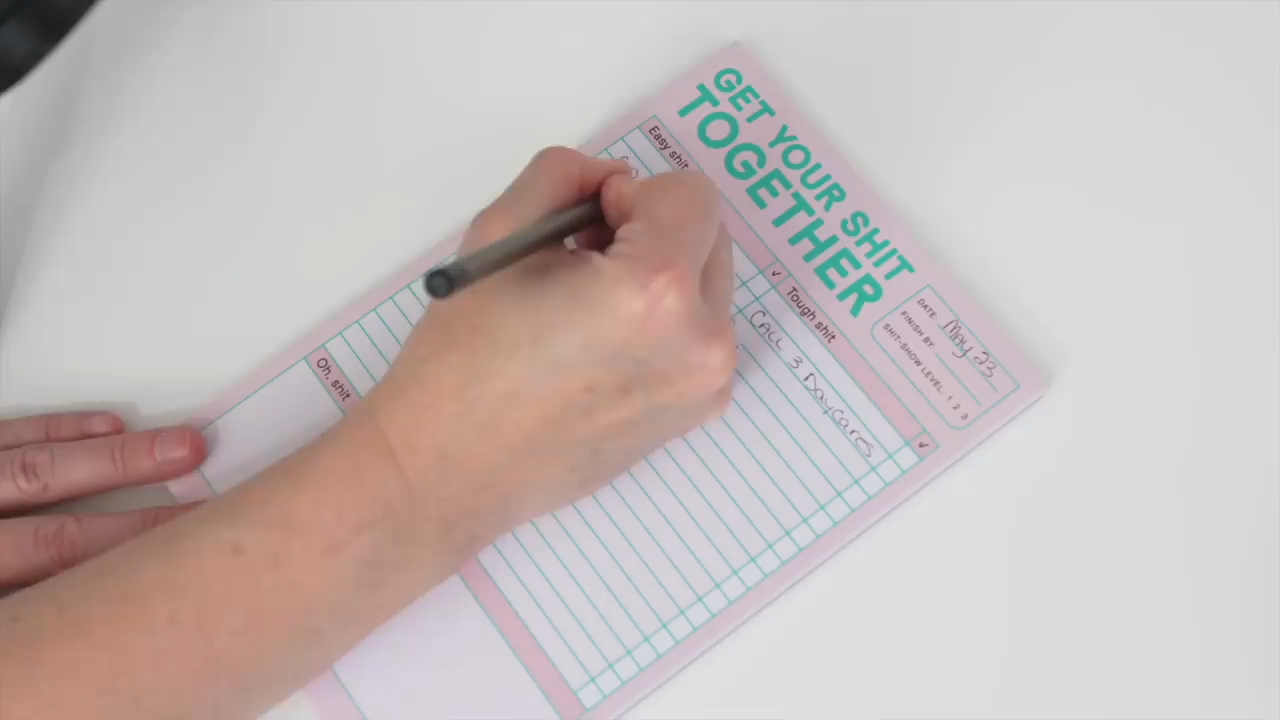 GET YOUR SHIT
TOGETHER
DATE: May 23
FINISH BY:
SHIT-SHOW LEVEL: 1 2 3
Easy shit ✓
Tough shit ✓
CALL 3 Daycares
Oh, shit